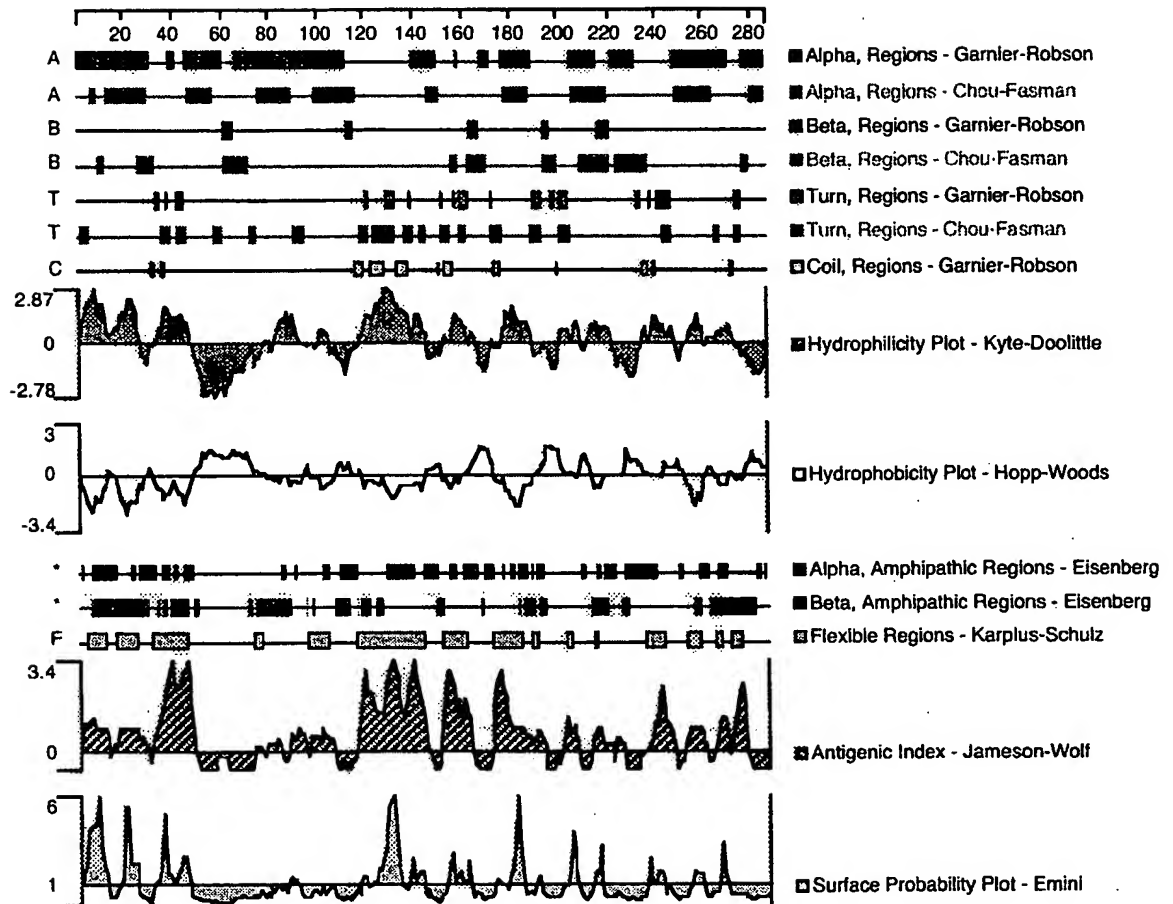 20 40 60 80 100 120 140 160 180 200 220 240 260 280
A Alpha, Regions - Garnier-Robson
A Alpha, Regions - Chou-Fasman
B Beta, Regions - Garnier-Robson
B Beta, Regions - Chou-Fasman
T Turn, Regions - Garnier-Robson
T Turn, Regions - Chou-Fasman
C Coil, Regions - Garnier-Robson
2.87
0 Hydrophilicity Plot - Kyte-Doolittle
-2.78
3
0 Hydrophobicity Plot - Hopp-Woods
-3.4
* Alpha, Amphipathic Regions - Eisenberg
* Beta, Amphipathic Regions - Eisenberg
F Flexible Regions - Karplus-Schulz
3.4
0 Antigenic Index - Jameson-Wolf
6
1 Surface Probability Plot - Emini